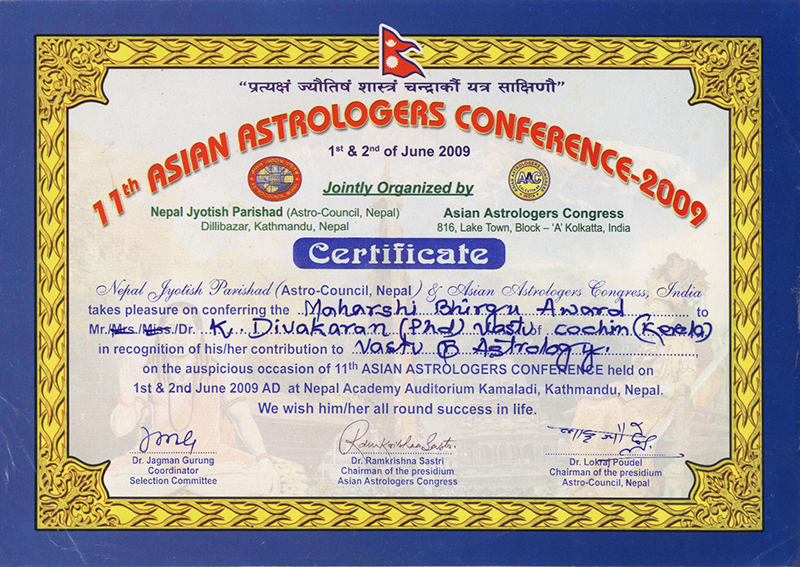 “प्रत्यक्षं ज्यौतिषं शास्त्रं चन्द्रार्कौ यत्र साक्षिणौ”
11th ASIAN ASTROLOGERS CONFERENCE-2009
1st & 2nd of June 2009
Jointly Organized by
AAC
Nepal Jyotish Parishad (Astro-Council, Nepal)
Dillibazar, Kathmandu, Nepal
Asian Astrologers Congress
816, Lake Town, Block – ‘A’ Kolkatta, India
Certificate
Nepal Jyotish Parishad (Astro-Council, Nepal) & Asian Astrologers Congress, India
takes pleasure on conferring the Maharshi Bhirgu Award to
Mr./Mrs./Miss./Dr. K. Divakaran (Phd) Vastu of cochin (Keela)
in recognition of his/her contribution to Vastu & Astrology.,
on the auspicious occasion of 11th ASIAN ASTROLOGERS CONFERENCE held on
1st & 2nd June 2009 AD at Nepal Academy Auditorium Kamaladi, Kathmandu, Nepal.
We wish him/her all round success in life.
Ramkrishna Sastri
Dr. Jagman Gurung
Coordinator
Selection Committee
Dr. Ramkrishna Sastri
Chairman of the presidium
Asian Astrologers Congress
Dr. Lokraj Poudel
Chairman of the presidium
Astro-Council, Nepal